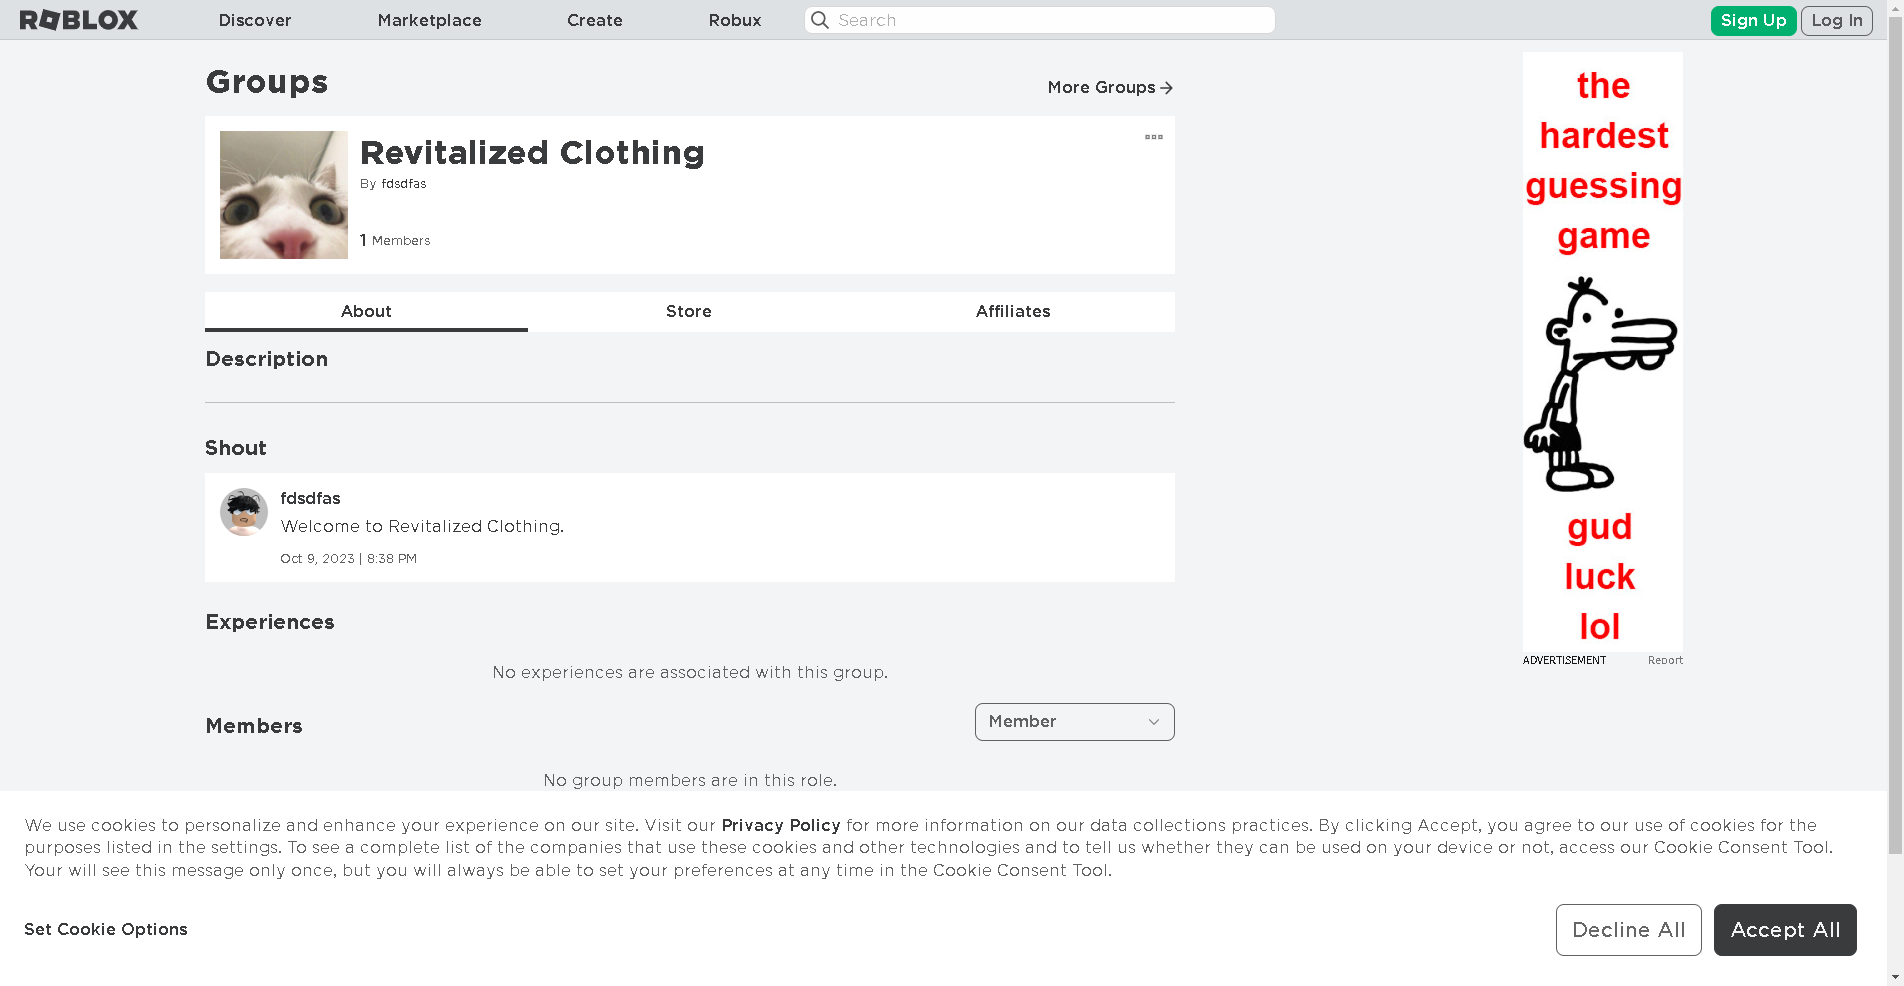 ROBLOX
Discover
Marketplace
Create
Robux
Search
Sign Up
Log In
Groups
More Groups
Revitalized Clothing
By fdsdfas
1 Members
About
Store
Affiliates
Description
Shout
fdsdfas
Welcome to Revitalized Clothing.
Oct 9, 2023 | 8:38 PM
Experiences
No experiences are associated with this group.
Members
Member
No group members are in this role.
the
hardest
guessing
game
gud
luck
lol
ADVERTISEMENT
Report
We use cookies to personalize and enhance your experience on our site. Visit our Privacy Policy for more information on our data collections practices. By clicking Accept, you agree to our use of cookies for the
purposes listed in the settings. To see a complete list of the companies that use these cookies and other technologies and to tell us whether they can be used on your device or not, access our Cookie Consent Tool.
Your will see this message only once, but you will always be able to set your preferences at any time in the Cookie Consent Tool.
Set Cookie Options
Decline All
Accept All